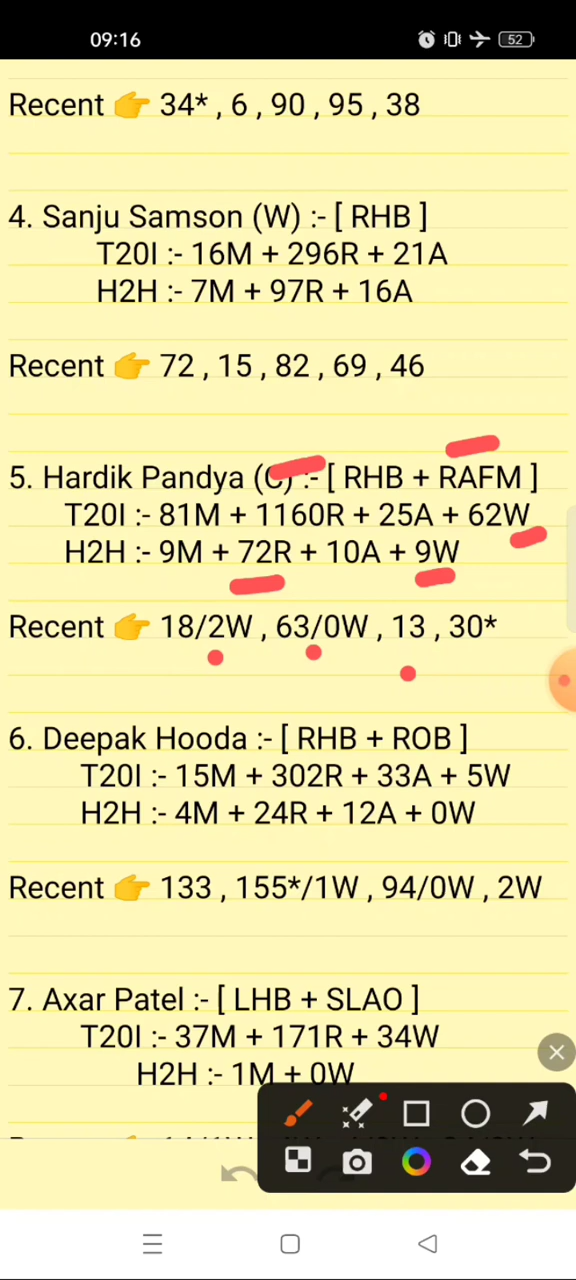 09:16
52
Recent 👉 34* , 6 , 90 , 95 , 38
4. Sanju Samson (W) :- [ RHB ]
T20I :- 16M + 296R + 21A
H2H :- 7M + 97R + 16A
Recent 👉 72 , 15 , 82 , 69 , 46
5. Hardik Pandya (C) :- [ RHB + RAFM ]
T20I :- 81M + 1160R + 25A + 62W
H2H :- 9M + 72R + 10A + 9W
Recent 👉 18/2W , 63/0W , 13 , 30*
6. Deepak Hooda :- [ RHB + ROB ]
T20I :- 15M + 302R + 33A + 5W
H2H :- 4M + 24R + 12A + 0W
Recent 👉 133 , 155*/1W , 94/0W , 2W
7. Axar Patel :- [ LHB + SLAO ]
T20I :- 37M + 171R + 34W
H2H :- 1M + 0W